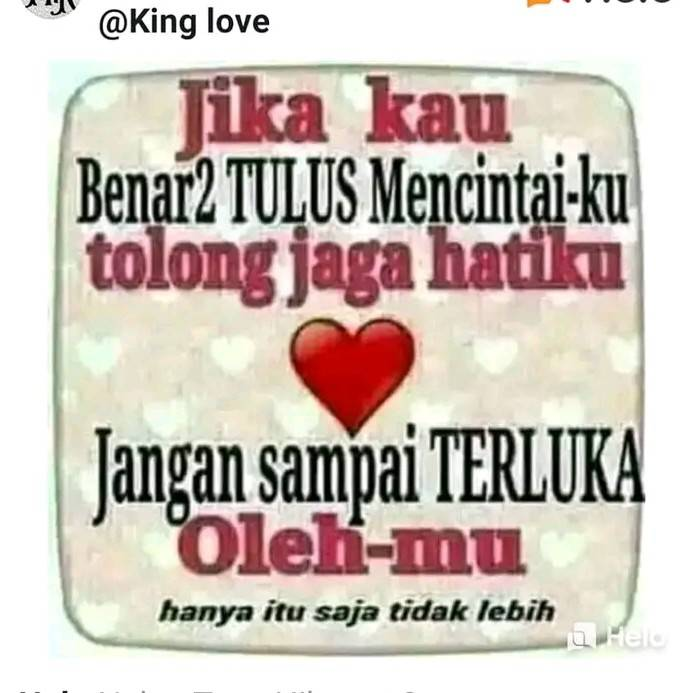 @King love
Jika kau
Benar2 TULUS Mencintai-ku
tolong jaga hatiku
Jangan sampai TERLUKA
Oleh-mu
hanya itu saja tidak lebih
Helo